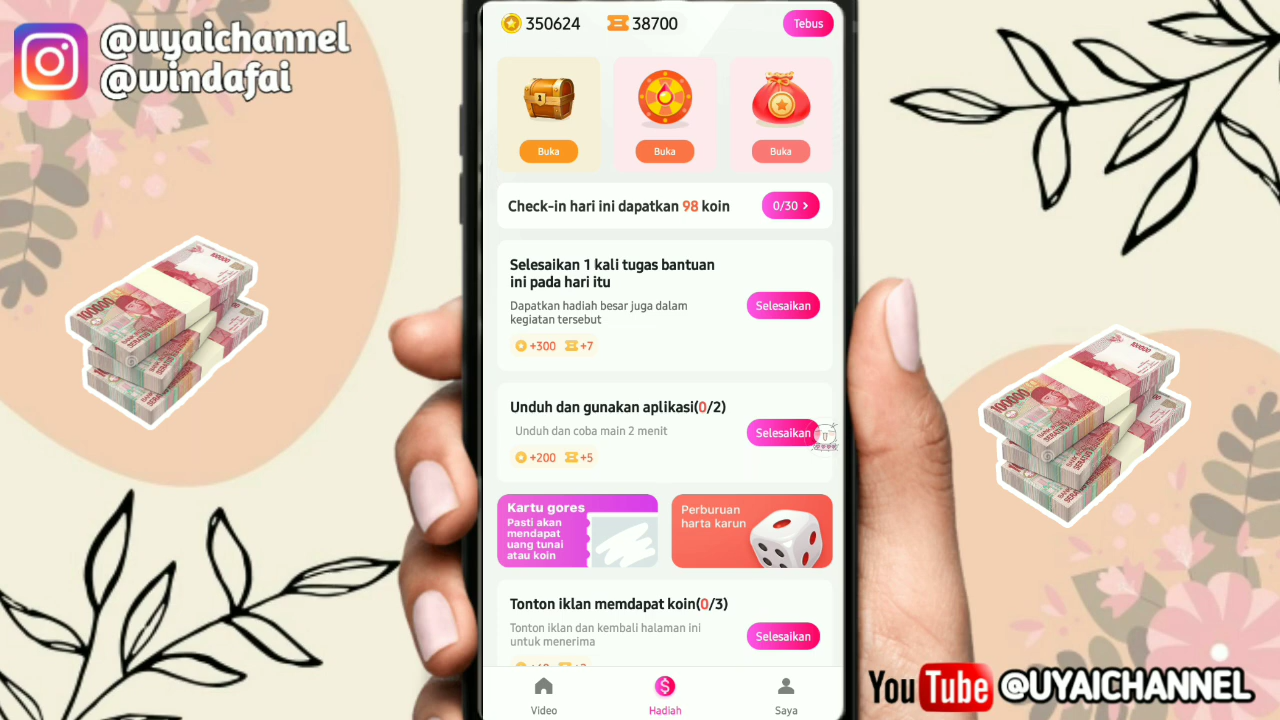 @uyaichannel
@windafai
350624
38700
Tebus
Buka
Buka
Buka
Check-in hari ini dapatkan 98 koin
0/30 >
Selesaikan 1 kali tugas bantuan
ini pada hari itu
Dapatkan hadiah besar juga dalam
kegiatan tersebut
+300 +7
Selesaikan
Unduh dan gunakan aplikasi(0/2)
Unduh dan coba main 2 menit
+200 +5
Selesaikan
Kartu gores
Pasti akan
mendapat
uang tunai
atau koin
Perburuan
harta karun
Tonton iklan memdapat koin(0/3)
Tonton iklan dan kembali halaman ini
untuk menerima
Selesaikan
Video
Hadiah
Saya
100000
100000
100000
100000
YouTube @UYAICHANNEL